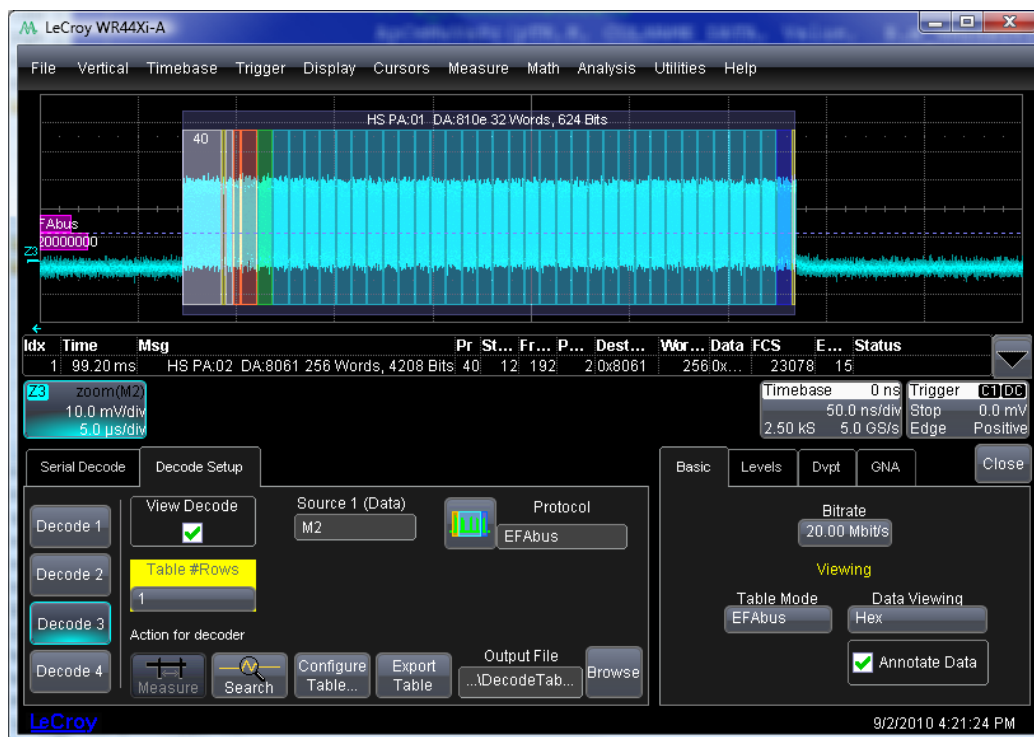 LeCroy WR44Xi-A
File Vertical Timebase Trigger Display Cursors Measure Math Analysis Utilities Help
HS PA:01 DA:810e 32 Words, 624 Bits
40
FAbus
20000000
Z3
Idx Time Msg Pr St... Fr... P... Dest... Wor... Data FCS E... Status
1 99.20 ms HS PA:02 DA:8061 256 Words, 4208 Bits 40 12 192 2 0x8061 256 0x... 23078 15
Z3 zoom(M2)
10.0 mV/div
5.0 µs/div
Timebase 0 ns
50.0 ns/div
2.50 kS 5.0 GS/s
Trigger C1 DC
Stop 0.0 mV
Edge Positive
Serial Decode Decode Setup
Basic Levels Dvpt GNA Close
Decode 1
Decode 2
Decode 3
Decode 4
View Decode
Source 1 (Data)
M2
Protocol
EFAbus
Table #Rows
1
Action for decoder
Measure
Search
Configure Table...
Export Table
Output File
...\DecodeTab...
Browse
Bitrate
20.00 Mbit/s
Viewing
Table Mode
EFAbus
Data Viewing
Hex
Annotate Data
LeCroy
9/2/2010 4:21:24 PM